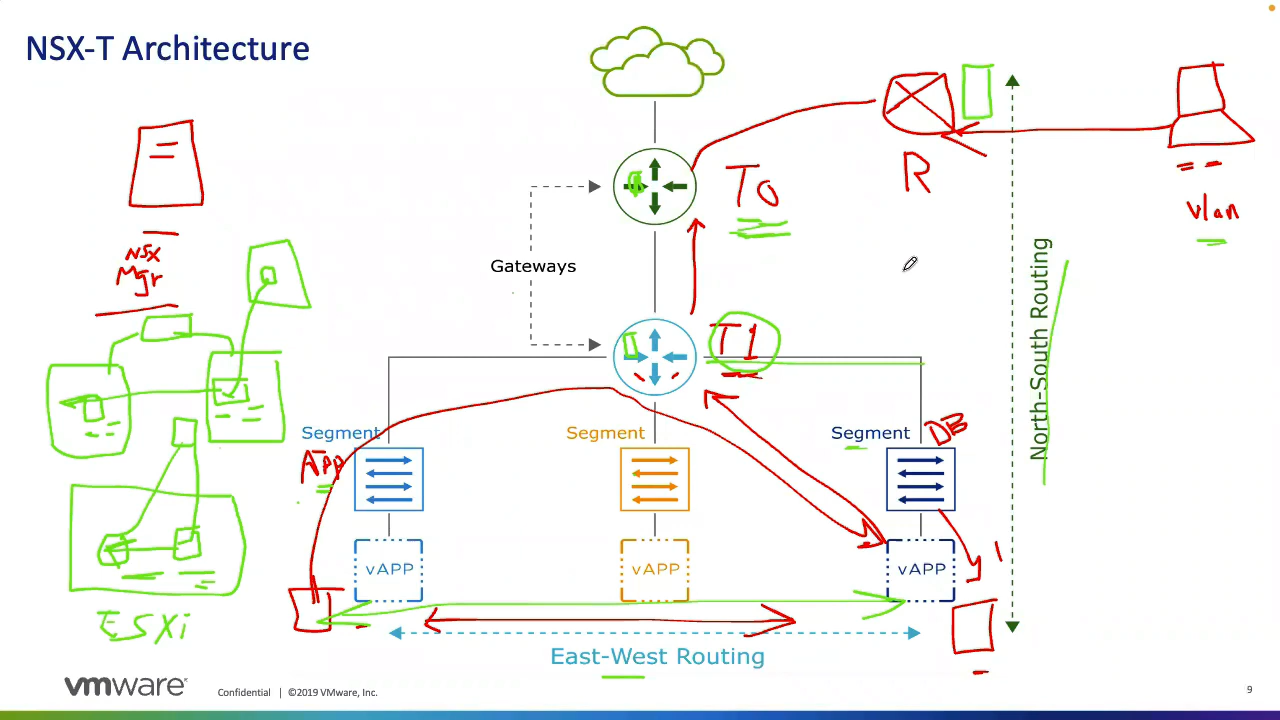 NSX-T Architecture
R
T0
vlan
NSX
Mgr
Gateways
T1
North-South Routing
Segment
Segment
Segment
DB
App
vAPP
vAPP
vAPP
ESXi
East-West Routing
vmware®
Confidential | ©2019 VMware, Inc.
9